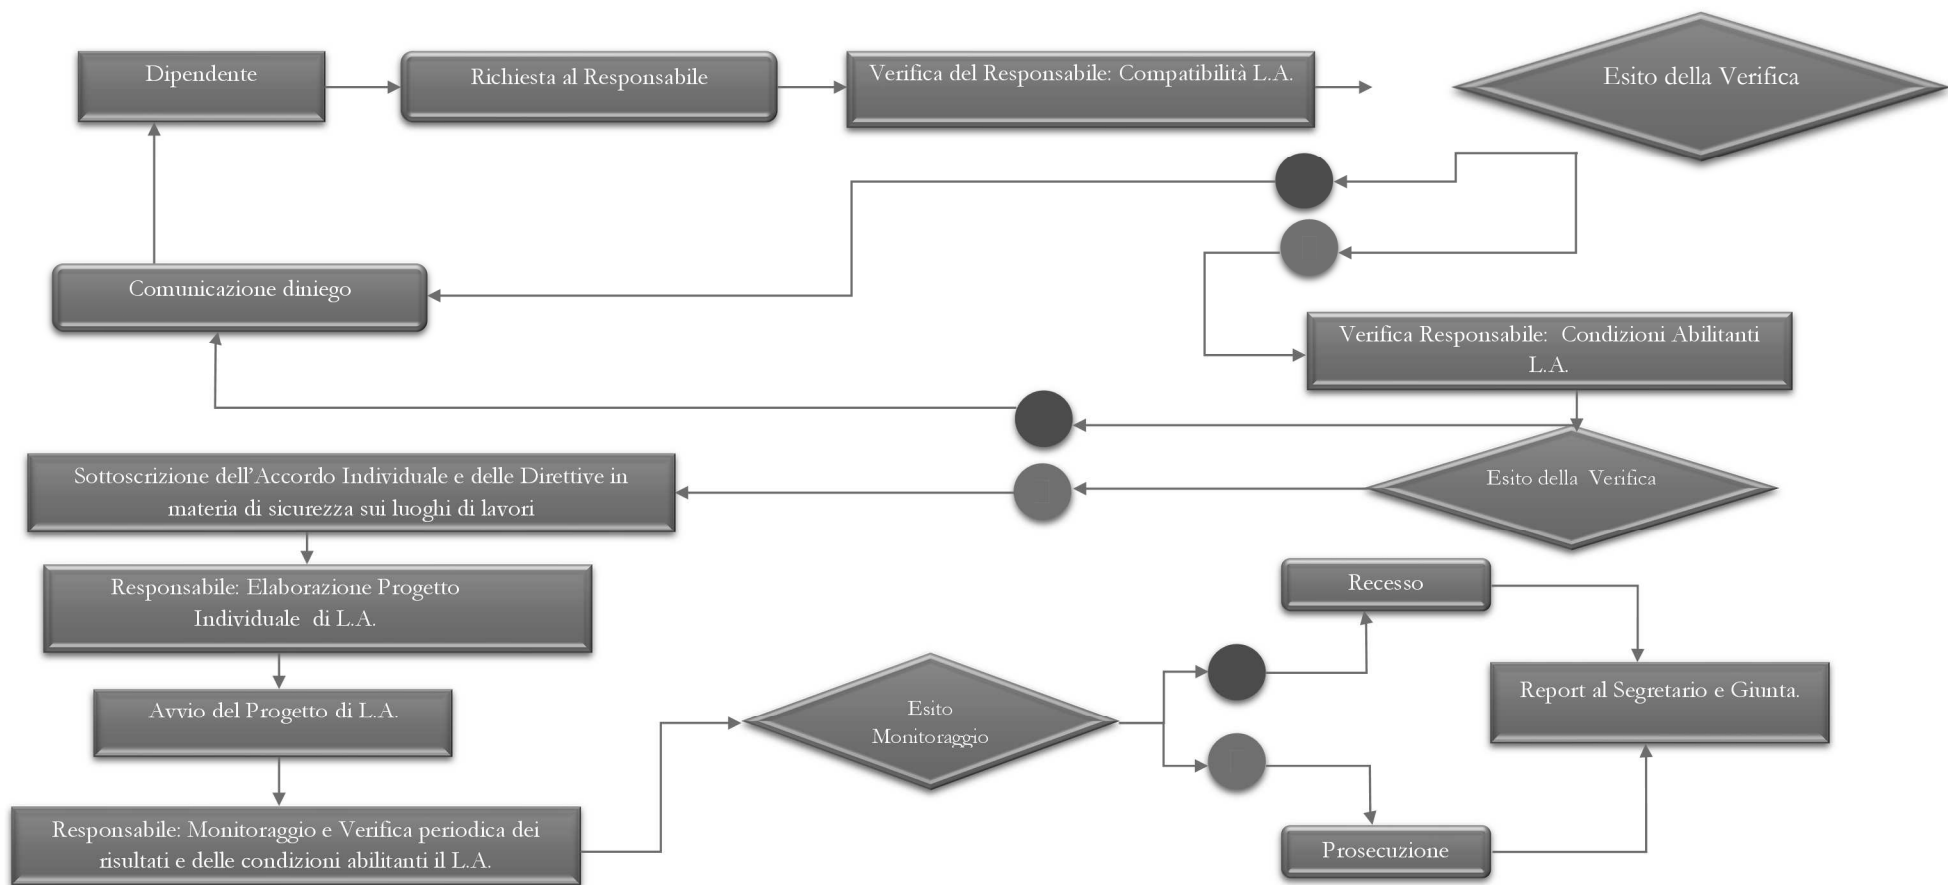 Dipendente
Richiesta al Responsabile
Verifica del Responsabile: Compatibilità L.A.
Esito della Verifica
Comunicazione diniego
Verifica Responsabile:  Condizioni Abilitanti
L.A.
Esito della  Verifica
Sottoscrizione dell'Accordo Individuale e delle Direttive in
materia di sicurezza sui luoghi di lavori
Responsabile: Elaborazione Progetto
Individuale  di L.A.
Avvio del Progetto di L.A.
Responsabile: Monitoraggio e Verifica periodica dei
risultati e delle condizioni abilitanti il L.A.
Esito
Monitoraggio
Recesso
Prosecuzione
Report al Segretario e Giunta.